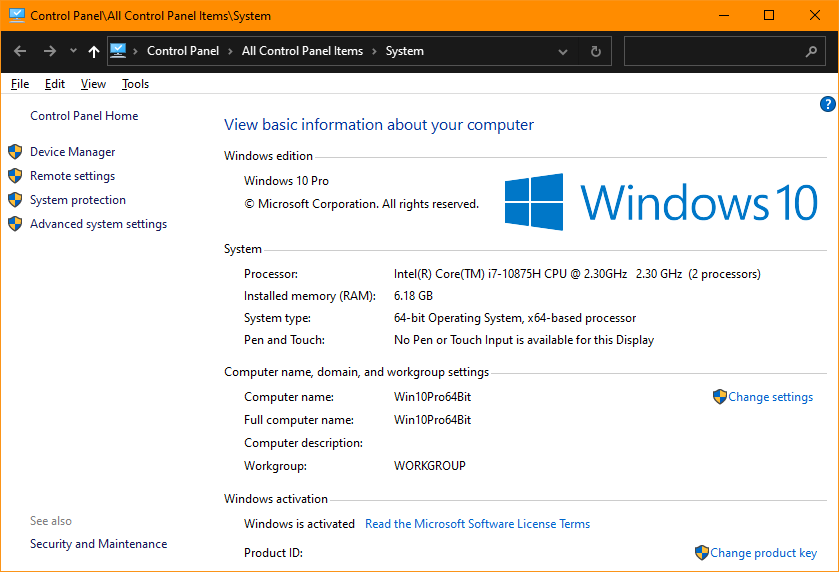 Control Panel\All Control Panel Items\System
Control Panel All Control Panel Items System
File Edit View Tools
Control Panel Home
Device Manager
Remote settings
System protection
Advanced system settings
See also
Security and Maintenance
?
View basic information about your computer
Windows edition
Windows 10 Pro
© Microsoft Corporation. All rights reserved.
Windows 10
System
Processor: Intel(R) Core(TM) i7-10875H CPU @ 2.30GHz 2.30 GHz (2 processors)
Installed memory (RAM): 6.18 GB
System type: 64-bit Operating System, x64-based processor
Pen and Touch: No Pen or Touch Input is available for this Display
Computer name, domain, and workgroup settings
Computer name: Win10Pro64Bit Change settings
Full computer name: Win10Pro64Bit
Computer description:
Workgroup: WORKGROUP
Windows activation
Windows is activated Read the Microsoft Software License Terms
Product ID: Change product key